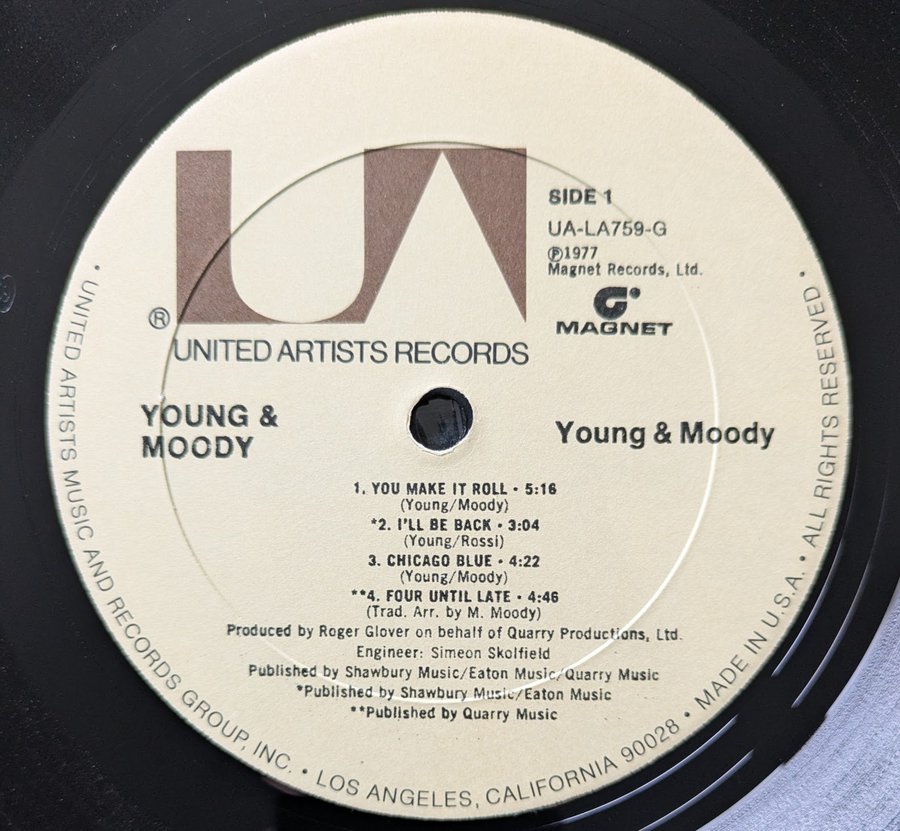 UA
SIDE 1
UA-LA759-G
℗1977
Magnet Records, Ltd.
MAGNET
®
UNITED ARTISTS RECORDS
YOUNG &
MOODY
Young & Moody
1. YOU MAKE IT ROLL • 5:16
(Young/Moody)
*2. I'LL BE BACK • 3:04
(Young/Rossi)
3. CHICAGO BLUE • 4:22
(Young/Moody)
**4. FOUR UNTIL LATE • 4:46
(Trad. Arr. by M. Moody)
Produced by Roger Glover on behalf of Quarry Productions, Ltd.
Engineer: Simeon Skolfield
Published by Shawbury Music/Eaton Music/Quarry Music
*Published by Shawbury Music/Eaton Music
**Published by Quarry Music
• UNITED ARTISTS MUSIC AND RECORDS GROUP, INC. • LOS ANGELES, CALIFORNIA 90028 • MADE IN U.S.A. • ALL RIGHTS RESERVED •